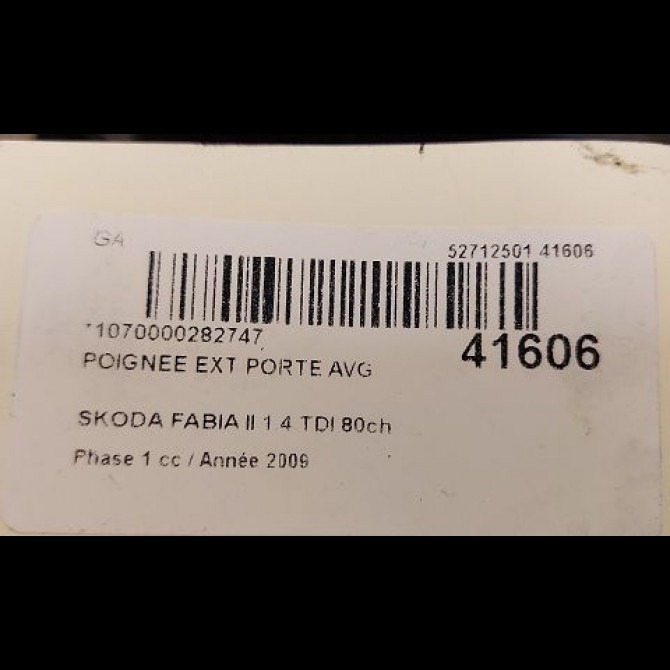 GA
52712501 41606
*1070000282747
41606
POIGNEE EXT PORTE AVG
SKODA FABIA II 1.4 TDI 80ch
Phase 1 cc / Année 2009